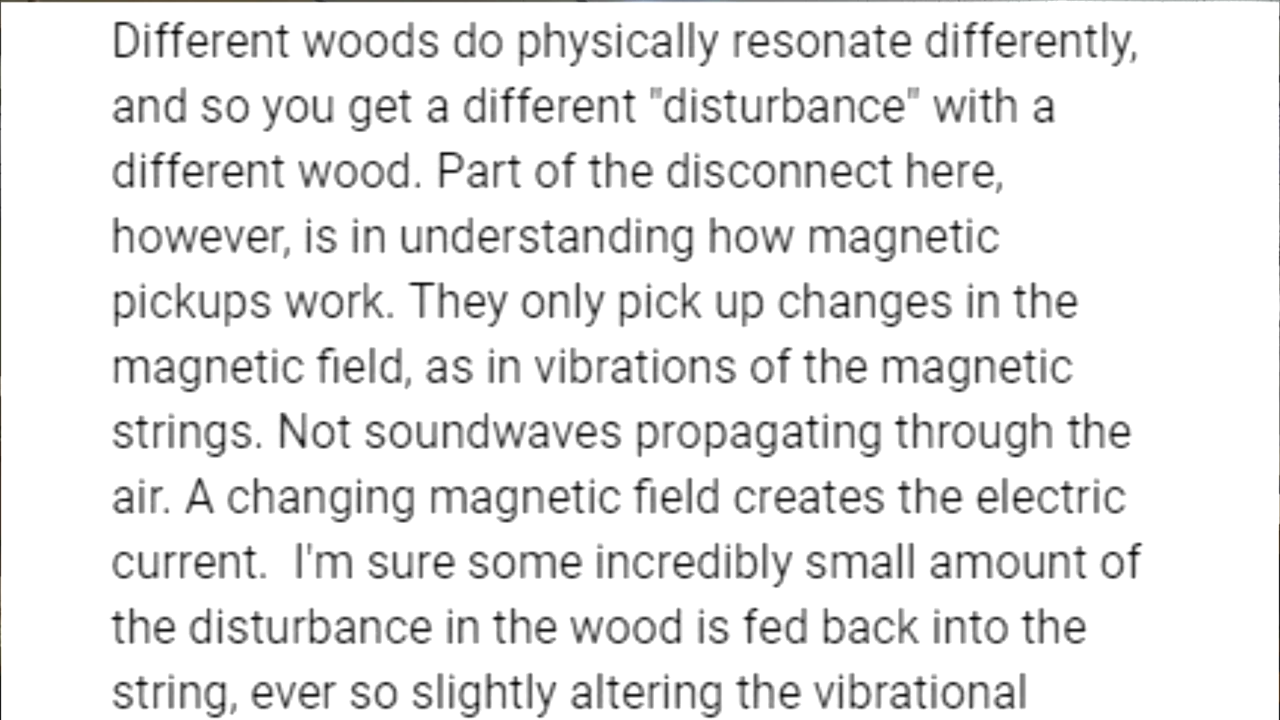 Different woods do physically resonate differently,
and so you get a different "disturbance" with a
different wood. Part of the disconnect here,
however, is in understanding how magnetic
pickups work. They only pick up changes in the
magnetic field, as in vibrations of the magnetic
strings. Not soundwaves propagating through the
air. A changing magnetic field creates the electric
current.  I'm sure some incredibly small amount of
the disturbance in the wood is fed back into the
string, ever so slightly altering the vibrational